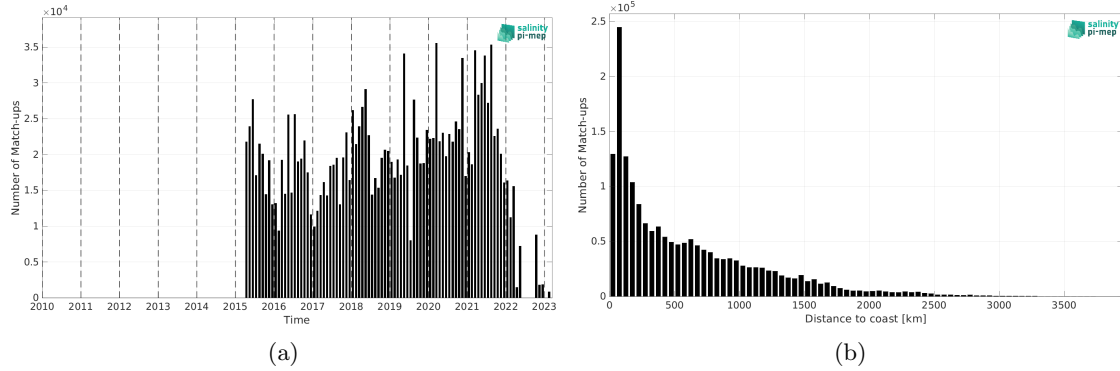 ×10⁴
3.5
3
2.5
2
1.5
1
0.5
0
Number of Match-ups
2010 2011 2012 2013 2014 2015 2016 2017 2018 2019 2020 2021 2022 2023
Time
salinity
pi-mep
(a)
×10⁵
2.5
2
1.5
1
0.5
0
Number of Match-ups
0 500 1000 1500 2000 2500 3000 3500
Distance to coast [km]
salinity
pi-mep
(b)